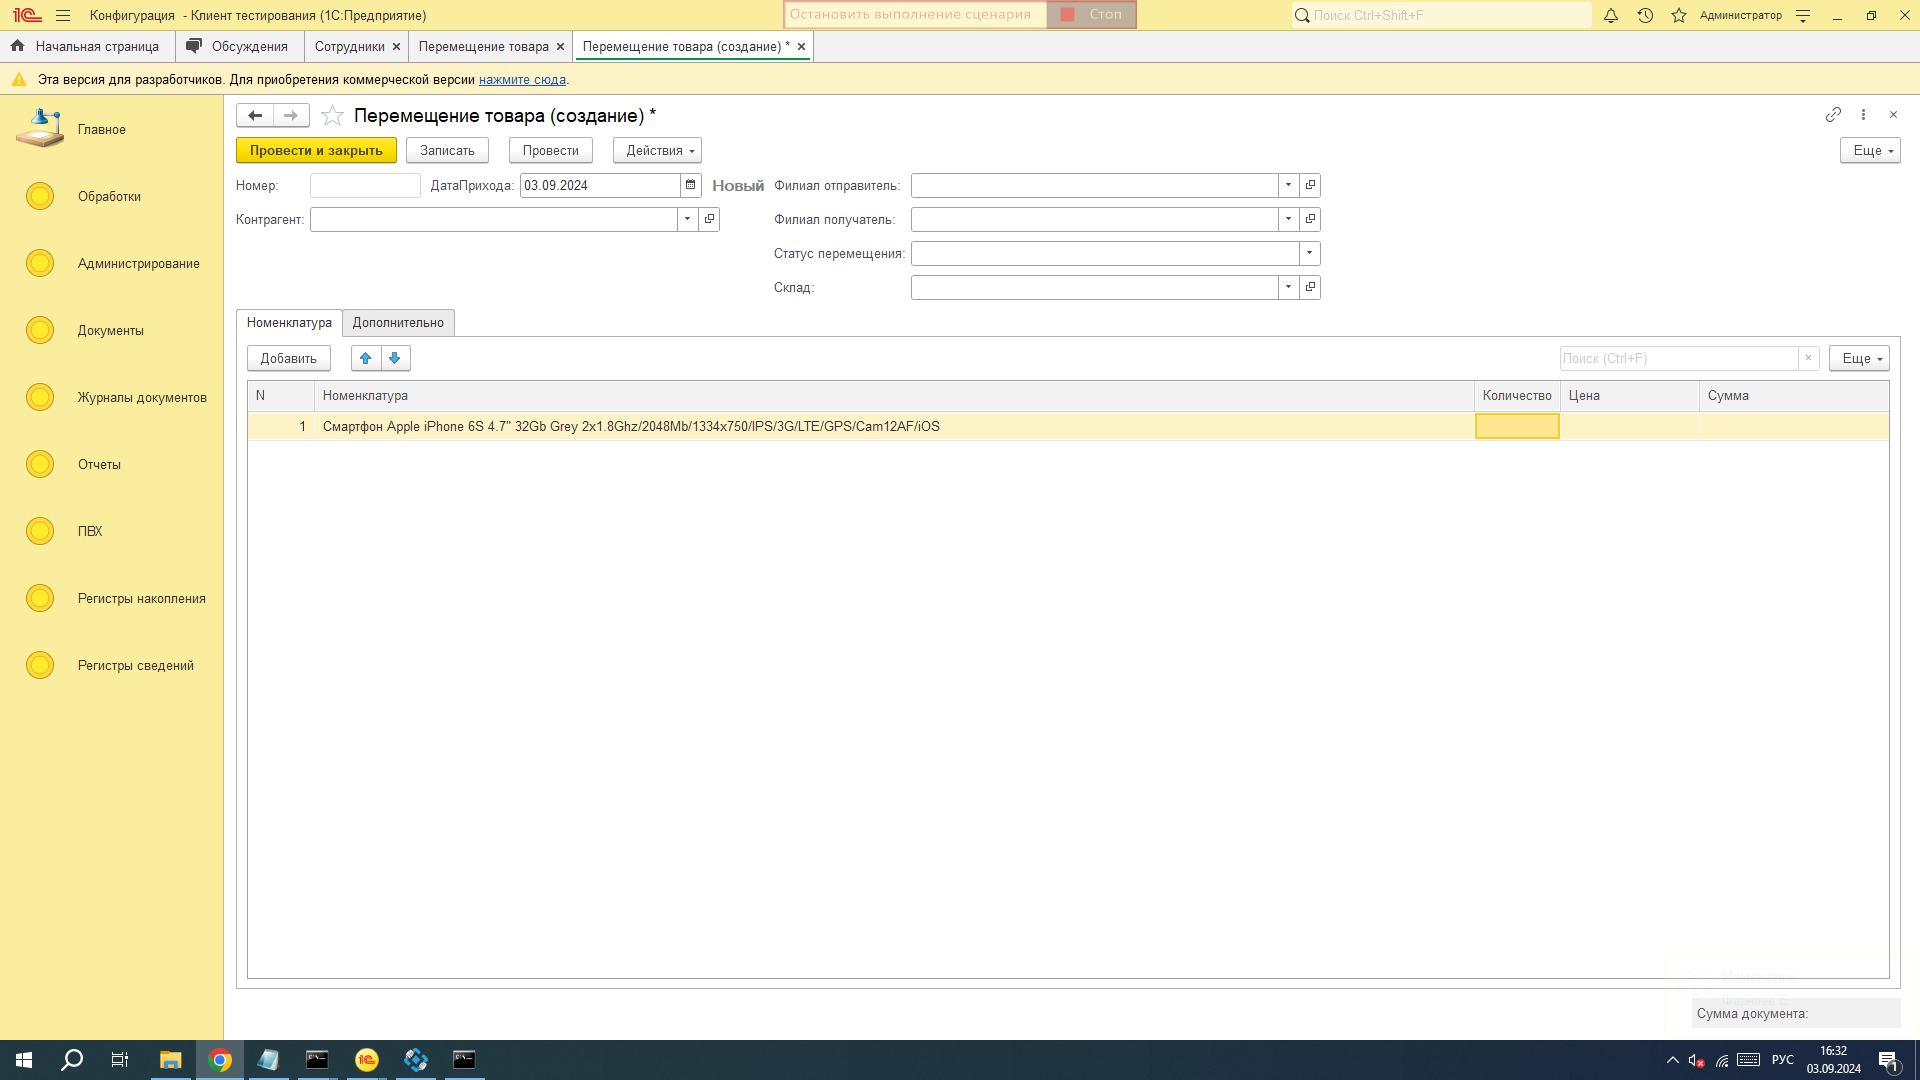 Конфигурация - Клиент тестирования (1С:Предприятие)
Остановить выполнение сценария
Стоп
Поиск Ctrl+Shift+F
Администратор
Начальная страница
Обсуждения
Сотрудники
Перемещение товара
Перемещение товара (создание) *
Эта версия для разработчиков. Для приобретения коммерческой версии нажмите сюда.
Главное
Обработки
Администрирование
Документы
Журналы документов
Отчеты
ПВХ
Регистры накопления
Регистры сведений
Перемещение товара (создание) *
Провести и закрыть
Записать
Провести
Действия
Еще
Номер:
ДатаПрихода: 03.09.2024
Новый
Филиал отправитель:
Контрагент:
Филиал получатель:
Статус перемещения:
Склад:
Номенклатура
Дополнительно
Добавить
Поиск (Ctrl+F)
Еще
N Номенклатура Количество Цена Сумма
1 Смартфон Apple iPhone 6S 4.7" 32Gb Grey 2x1.8Ghz/2048Mb/1334x750/IPS/3G/LTE/GPS/Cam12AF/iOS
Изменение
Сумма документа:
РУС
16:32
03.09.2024
1